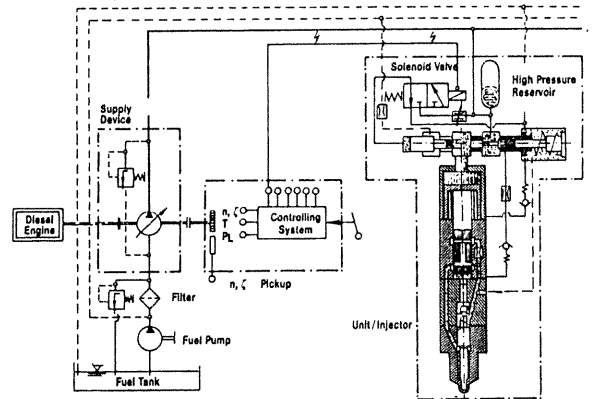 Solenoid Valve
High Pressure
Reservoir
Supply
Device
Diesel
Engine
n, ζ
T
PL
Controlling
System
n, ζ Pickup
Filter
Fuel Pump
Unit/Injector
Fuel Tank